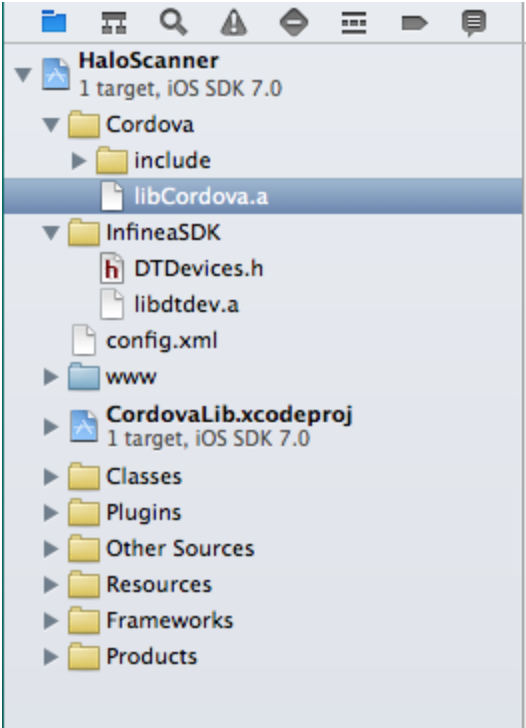 HaloScanner
1 target, iOS SDK 7.0
Cordova
include
libCordova.a
InfineaSDK
h DTDevices.h
libdtdev.a
config.xml
www
CordovaLib.xcodeproj
1 target, iOS SDK 7.0
Classes
Plugins
Other Sources
Resources
Frameworks
Products